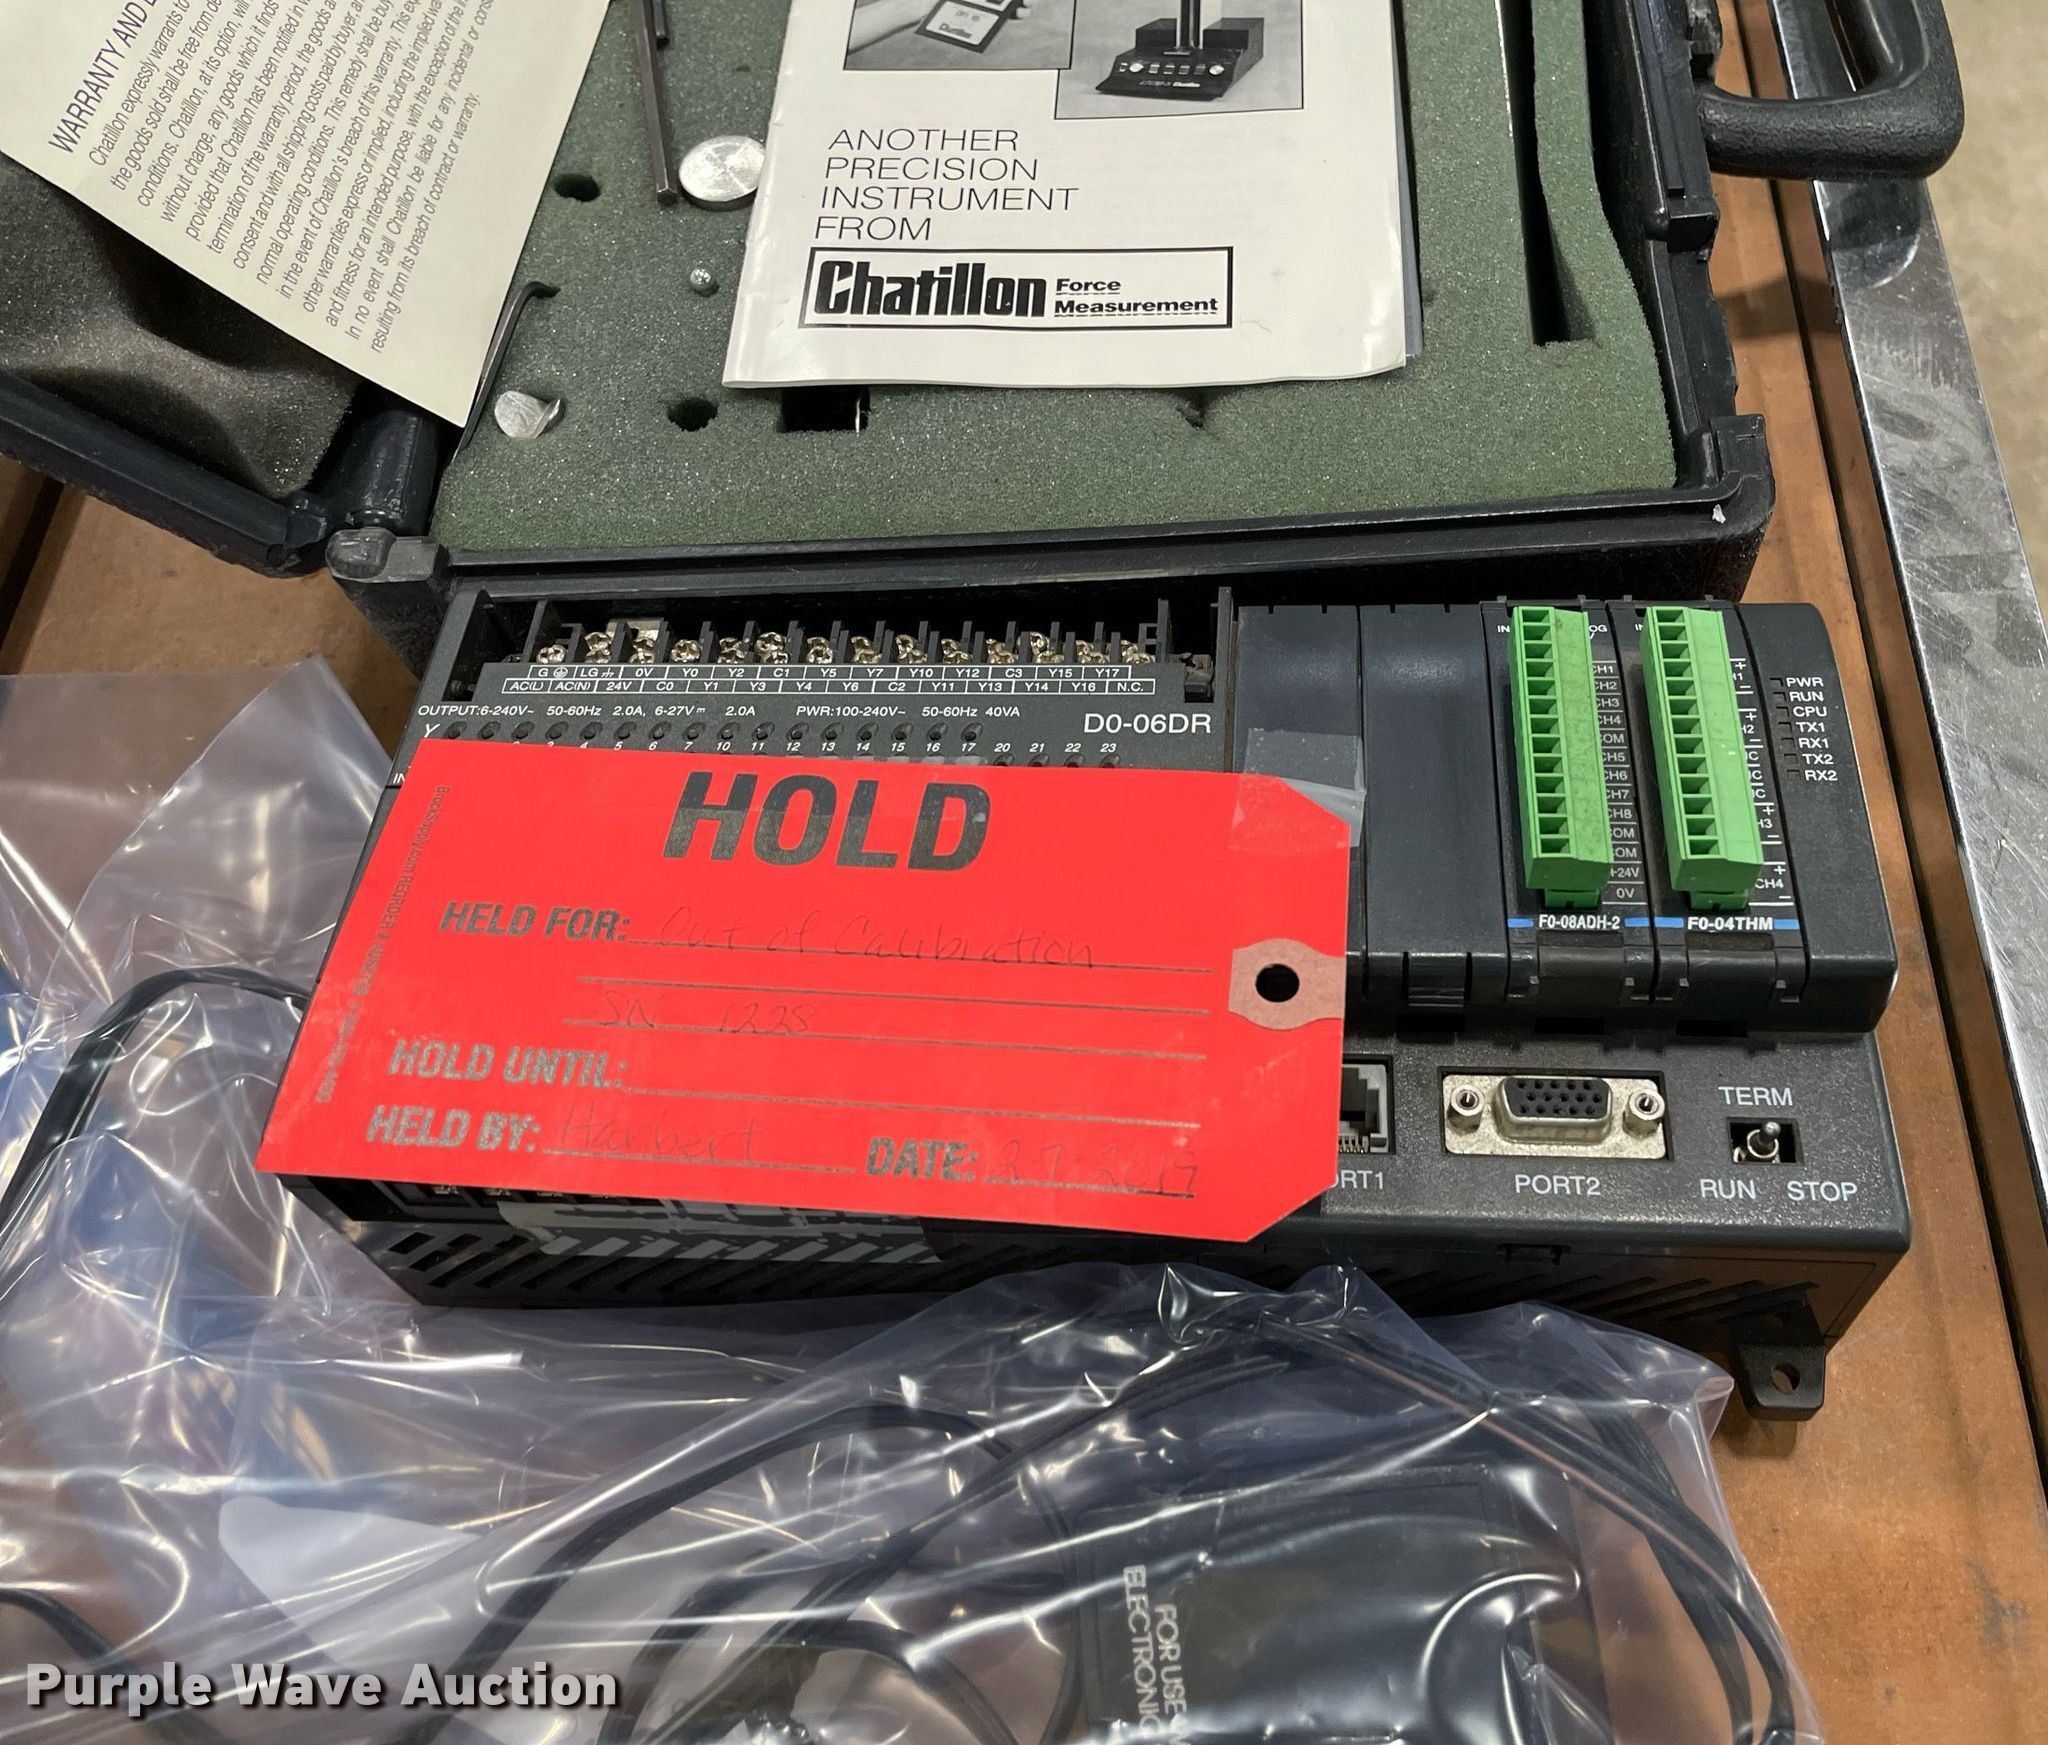 WARRANTY AND
Chatillon expressly warrants to
the goods sold shall be free from
conditions. Chatillon, at its option, will
without charge, any goods which it finds
provided that Chatillon has been notified in
termination of the warranty period, the goods
consent and with all shipping costs paid by buyer,
normal operating conditions. This remedy shall be
in the event of Chatillon's breach of this warranty. This
other warranties express or implied, including the implied
and fitness for an intended purpose, with the exception of the
In no event shall Chatillon be liable for any incidental or
resulting from its breach of contract or warranty.
ANOTHER
PRECISION
INSTRUMENT
FROM
Chatillon Force
Measurement
G LG 0V Y0 Y2 C1 Y5 Y7 Y10 Y12 C3 Y15 Y17
AC(L) AC(N) 24V C0 Y1 Y3 Y4 Y6 C2 Y11 Y13 Y14 Y16 N.C.
OUTPUT:6-240V~ 50-60Hz 2.0A, 6-27V⎓ 2.0A PWR:100-240V~ 50-60Hz 40VA
D0-06DR
Y
2 3 4 5 6 7 10 11 12 13 14 15 16 17 20 21 22 23
HOLD
HELD FOR: Out of Calibration
SN 1228
HOLD UNTIL:
HELD BY: Harbert DATE: 2-7-2019
CH1
CH2
CH3
CH4
COM
CH5
CH6
CH7
CH8
COM
COM
+24V
0V
F0-08ADH-2
CH4
F0-04THM
PWR
RUN
CPU
TX1
RX1
TX2
RX2
PORT2
TERM
RUN STOP
FOR USE
ELECTRONIC
Purple Wave Auction